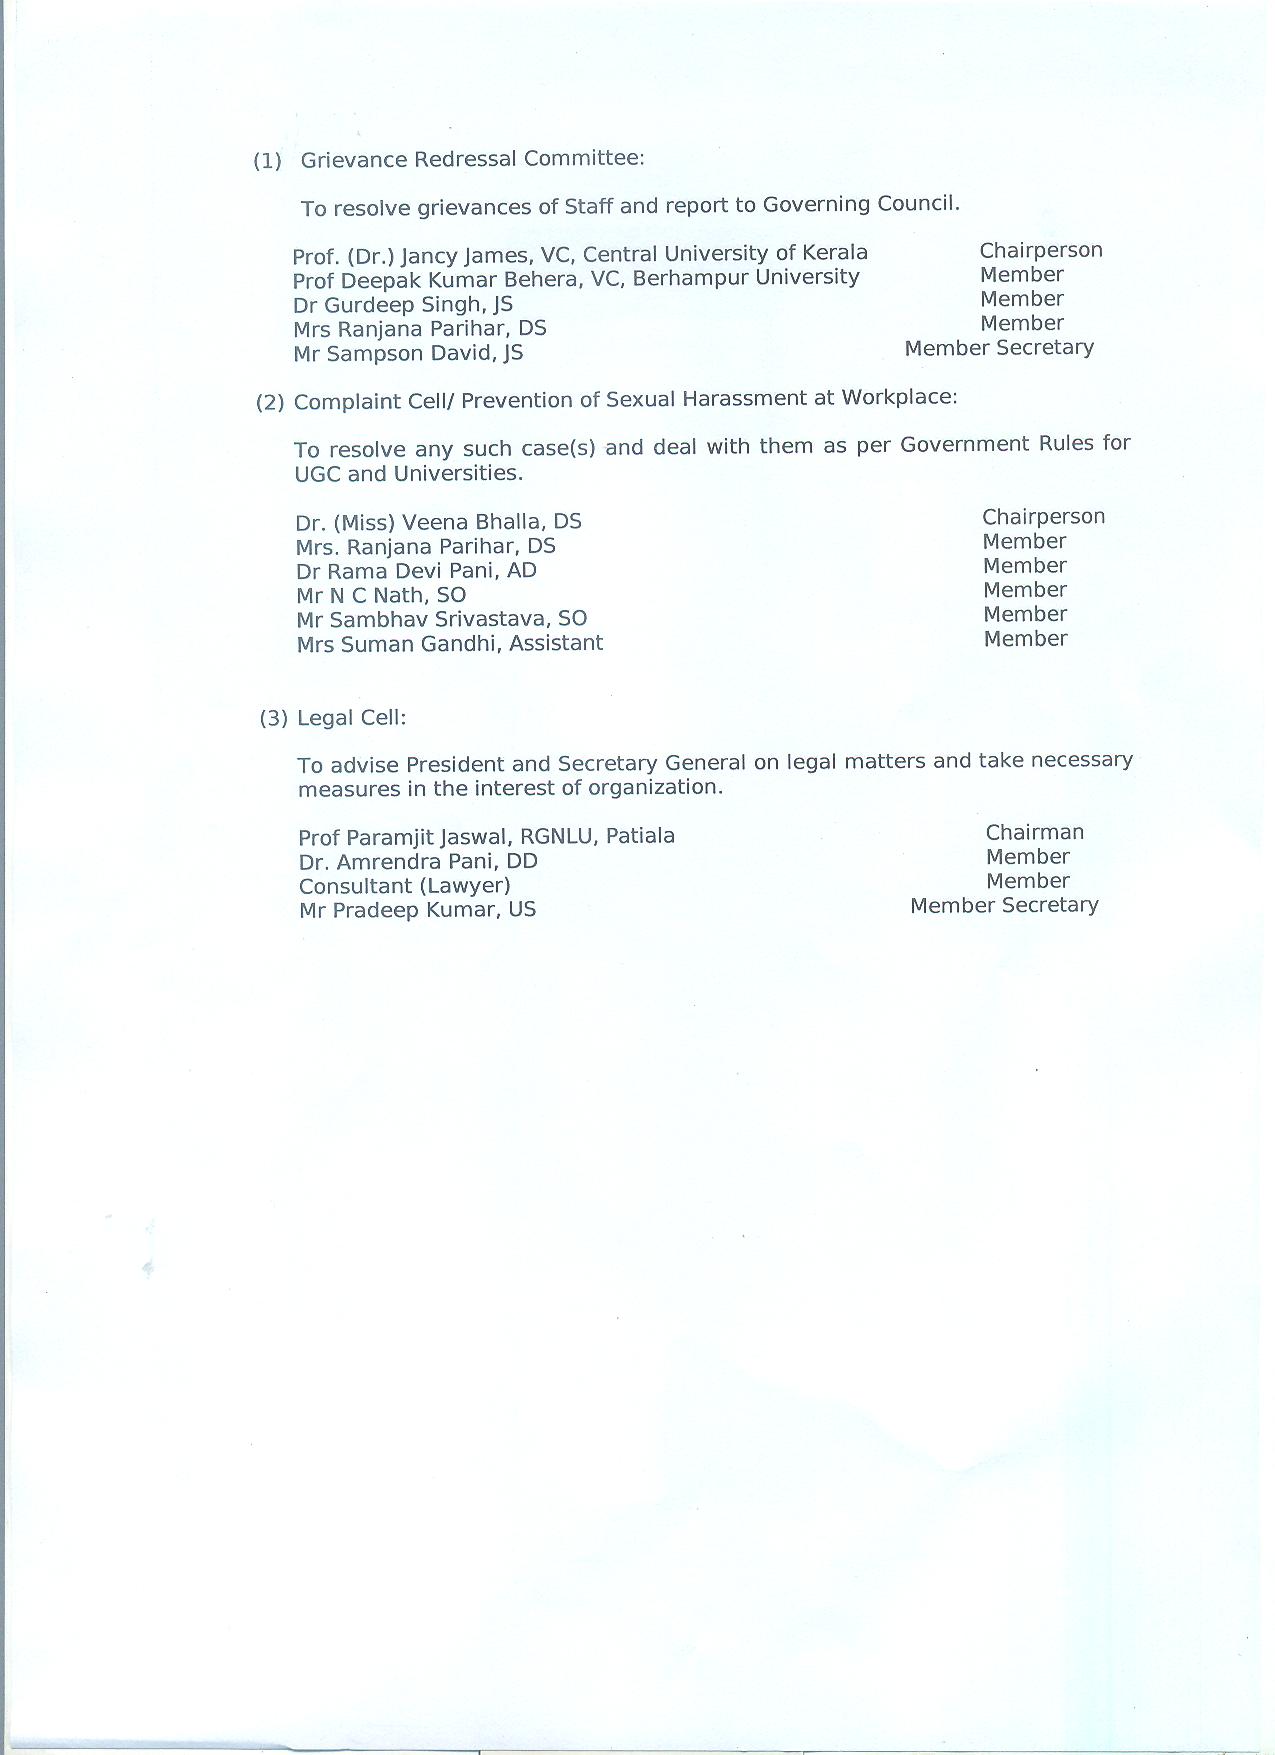 (1) Grievance Redressal Committee:
To resolve grievances of Staff and report to Governing Council.
Prof. (Dr.) Jancy James, VC, Central University of Kerala Chairperson
Prof Deepak Kumar Behera, VC, Berhampur University Member
Dr Gurdeep Singh, JS Member
Mrs Ranjana Parihar, DS Member
Mr Sampson David, JS Member Secretary
(2) Complaint Cell/ Prevention of Sexual Harassment at Workplace:
To resolve any such case(s) and deal with them as per Government Rules for
UGC and Universities.
Dr. (Miss) Veena Bhalla, DS Chairperson
Mrs. Ranjana Parihar, DS Member
Dr Rama Devi Pani, AD Member
Mr N C Nath, SO Member
Mr Sambhav Srivastava, SO Member
Mrs Suman Gandhi, Assistant Member
(3) Legal Cell:
To advise President and Secretary General on legal matters and take necessary
measures in the interest of organization.
Prof Paramjit Jaswal, RGNLU, Patiala Chairman
Dr. Amrendra Pani, DD Member
Consultant (Lawyer) Member
Mr Pradeep Kumar, US Member Secretary